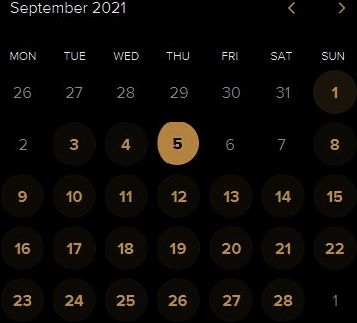 September 2021
MON TUE WED THU FRI SAT SUN
26 27 28 29 30 31 1
2 3 4 5 6 7 8
9 10 11 12 13 14 15
16 17 18 19 20 21 22
23 24 25 26 27 28 1